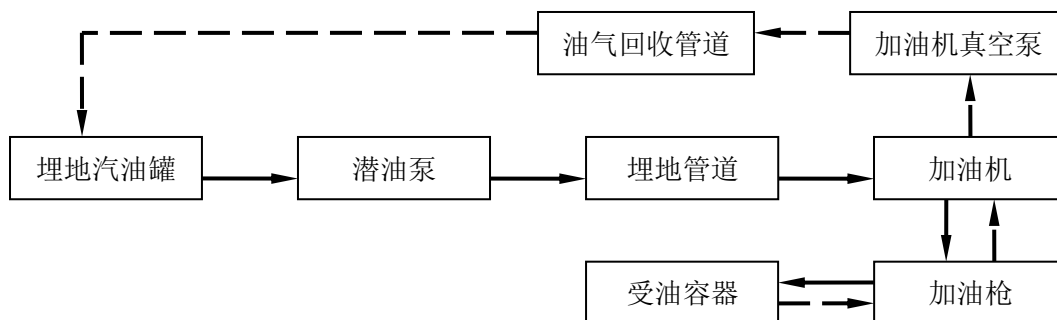 油气回收管道
加油机真空泵
埋地汽油罐
潜油泵
埋地管道
加油机
受油容器
加油枪